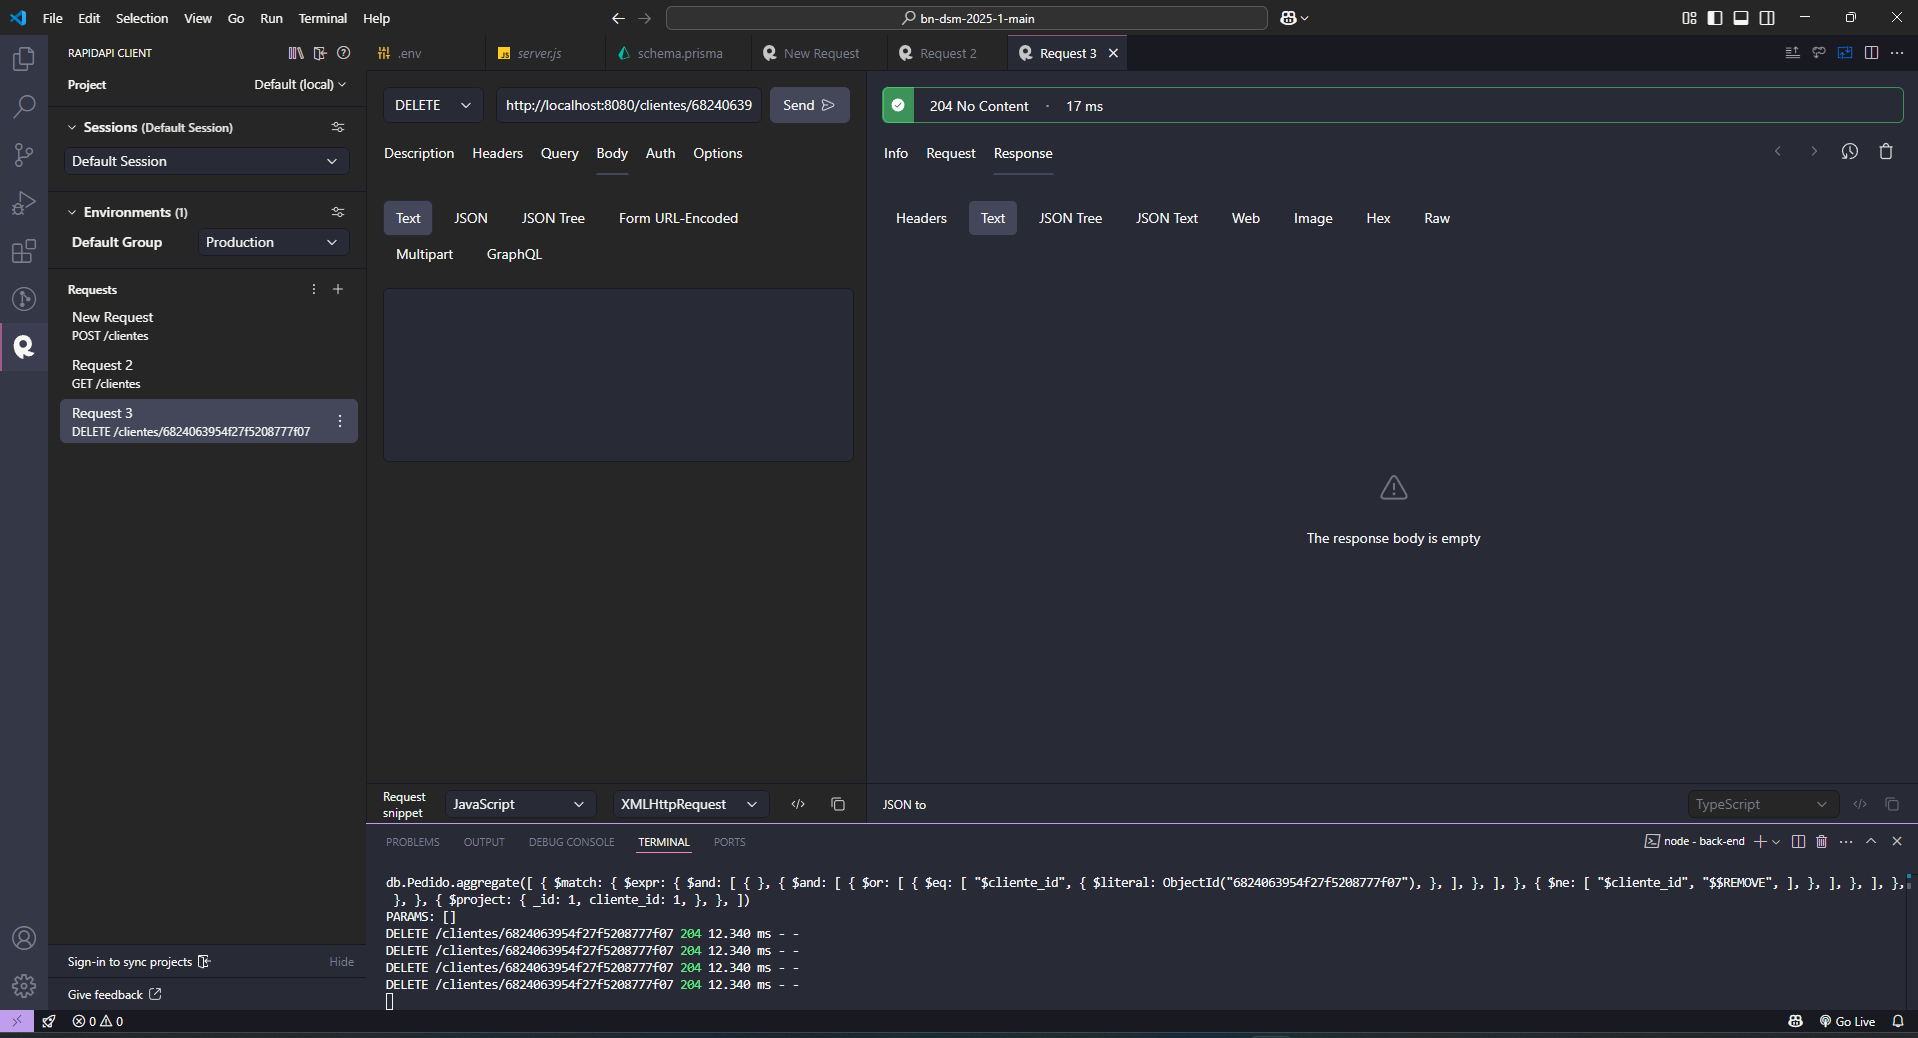 File Edit Selection View Go Run Terminal Help
bn-dsm-2025-1-main
RAPIDAPI CLIENT
Project Default (local)
Sessions (Default Session)
Default Session
Environments (1)
Default Group Production
Requests
New Request
POST /clientes
Request 2
GET /clientes
Request 3
DELETE /clientes/6824063954f27f5208777f07
Sign-in to sync projects Hide
Give feedback
.env server.js schema.prisma New Request Request 2 Request 3
DELETE http://localhost:8080/clientes/68240639 Send
Description Headers Query Body Auth Options
Text JSON JSON Tree Form URL-Encoded
Multipart GraphQL
Request snippet JavaScript XMLHttpRequest
204 No Content · 17 ms
Info Request Response
Headers Text JSON Tree JSON Text Web Image Hex Raw
The response body is empty
JSON to TypeScript
PROBLEMS OUTPUT DEBUG CONSOLE TERMINAL PORTS
node - back-end
db.Pedido.aggregate([ { $match: { $expr: { $and: [ { }, { $and: [ { $or: [ { $eq: [ "$cliente_id", { $literal: ObjectId("6824063954f27f5208777f07"), }, ], }, ], }, { $ne: [ "$cliente_id", "$$REMOVE", ], }, ], }, ], },
}, }, { $project: { _id: 1, cliente_id: 1, }, }, ])
PARAMS: []
DELETE /clientes/6824063954f27f5208777f07 204 12.340 ms - -
DELETE /clientes/6824063954f27f5208777f07 204 12.340 ms - -
DELETE /clientes/6824063954f27f5208777f07 204 12.340 ms - -
DELETE /clientes/6824063954f27f5208777f07 204 12.340 ms - -
0 0 Go Live